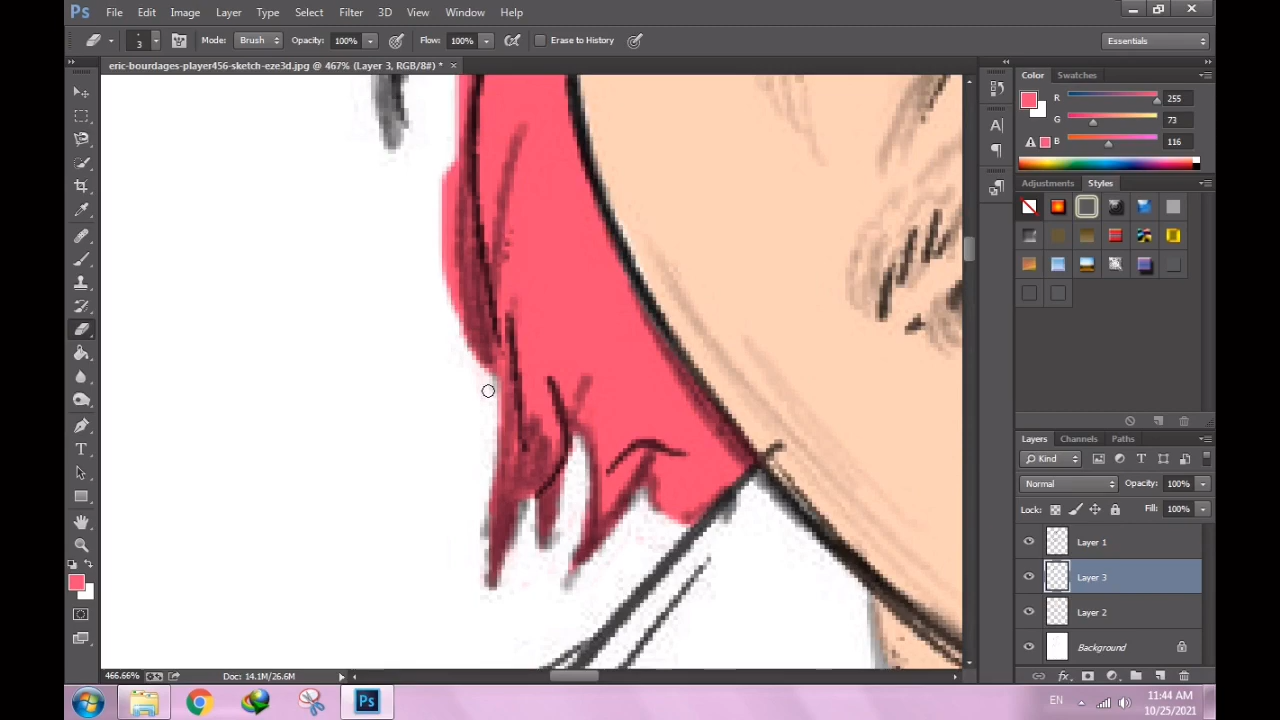 Ps File Edit Image Layer Type Select Filter 3D View Window Help
3 Mode: Brush Opacity: 100% Flow: 100% Erase to History Essentials
eric-bourdages-player456-sketch-eze3d.jpg @ 467% (Layer 3, RGB/8#) *
Color Swatches
R 255
G 73
B 116
Adjustments Styles
Layers Channels Paths
Kind
Normal Opacity: 100%
Lock: Fill: 100%
Layer 1
Layer 3
Layer 2
Background
466.66% Doc: 14.1M/26.6M
Ps EN 11:44 AM
10/25/2021